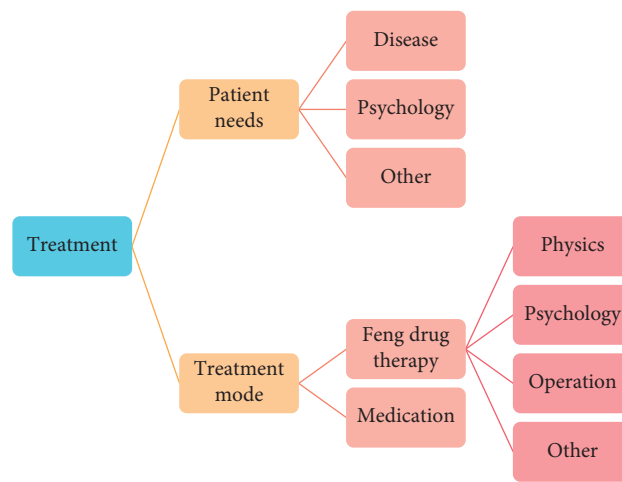 Disease
Patient
needs
Psychology
Other
Treatment
Physics
Psychology
Feng drug
therapy
Treatment
mode
Operation
Medication
Other